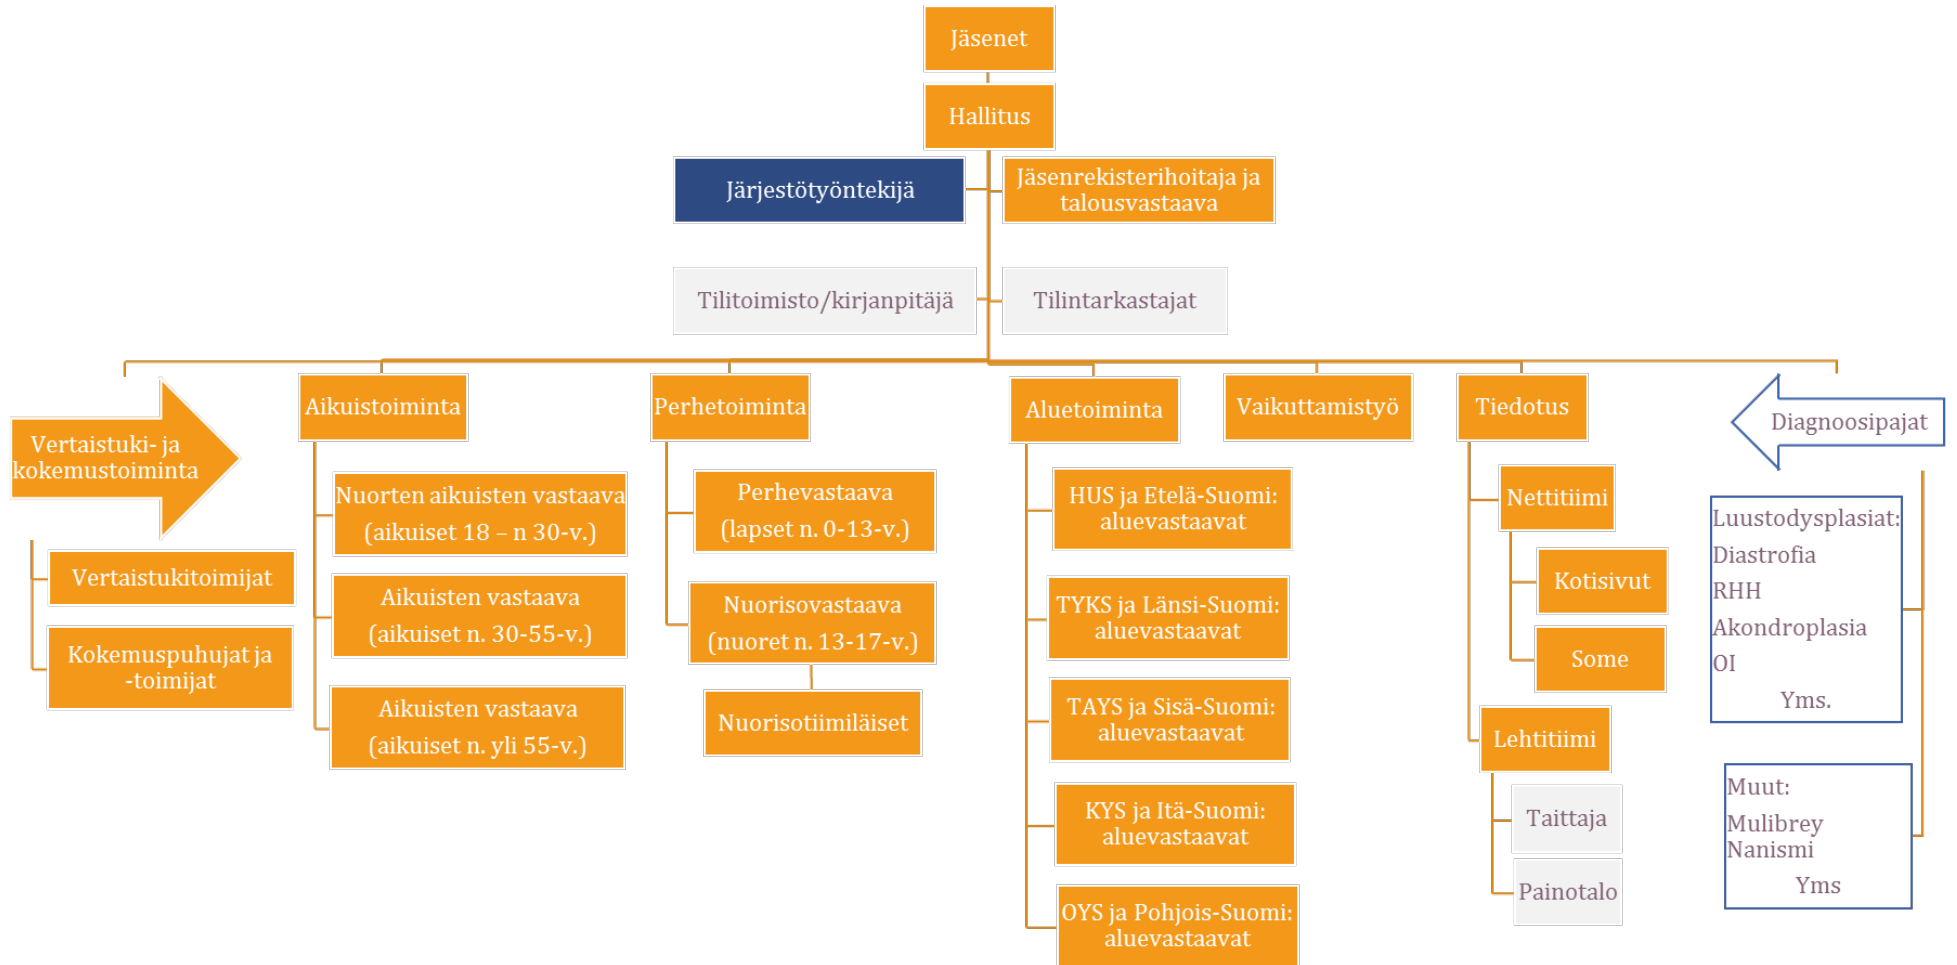 Jäsenet
Hallitus
Järjestötyöntekijä
Jäsenrekisterihoitaja ja
talousvastaava
Tilitoimisto/kirjanpitäjä
Tilintarkastajat
Vertaistuki- ja
kokemustoiminta
Vertaistukitoimijat
Kokemuspuhujat ja
-toimijat
Aikuistoiminta
Nuorten aikuisten vastaava
(aikuiset 18 – n 30-v.)
Aikuisten vastaava
(aikuiset n. 30-55-v.)
Aikuisten vastaava
(aikuiset n. yli 55-v.)
Perhetoiminta
Perhevastaava
(lapset n. 0-13-v.)
Nuorisovastaava
(nuoret n. 13-17-v.)
Nuorisotiimiläiset
Aluetoiminta
HUS ja Etelä-Suomi:
aluevastaavat
TYKS ja Länsi-Suomi:
aluevastaavat
TAYS ja Sisä-Suomi:
aluevastaavat
KYS ja Itä-Suomi:
aluevastaavat
OYS ja Pohjois-Suomi:
aluevastaavat
Vaikuttamistyö
Tiedotus
Nettitiimi
Kotisivut
Some
Lehtitiimi
Taittaja
Painotalo
Diagnoosipajat
Luustodysplasiat:
Diastrofia
RHH
Akondroplasia
OI
Yms.
Muut:
Mulibrey
Nanismi
Yms